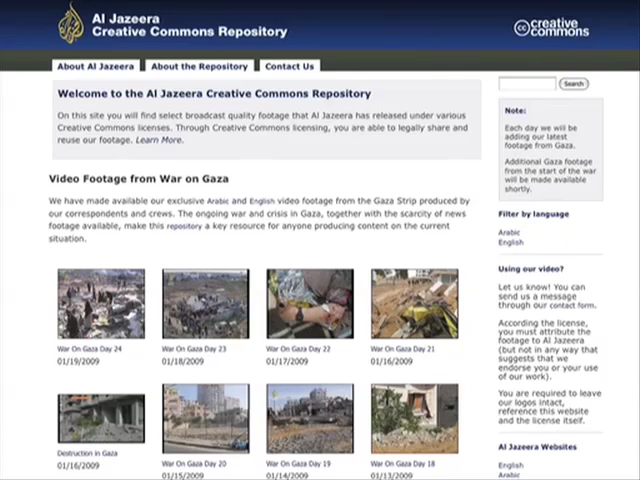 Al Jazeera
Creative Commons Repository
cc creative
commons
About Al Jazeera
About the Repository
Contact Us
Search
Welcome to the Al Jazeera Creative Commons Repository
On this site you will find select broadcast quality footage that Al Jazeera has released under various
Creative Commons licenses. Through Creative Commons licensing, you are able to legally share and
reuse our footage. Learn More.
Video Footage from War on Gaza
We have made available our exclusive Arabic and English video footage from the Gaza Strip produced by
our correspondents and crews. The ongoing war and crisis in Gaza, together with the scarcity of news
footage available, make this repository a key resource for anyone producing content on the current
situation.
War On Gaza Day 24
01/19/2009
War On Gaza Day 23
01/18/2009
War On Gaza Day 22
01/17/2009
War On Gaza Day 21
01/16/2009
Destruction in Gaza
01/16/2009
War On Gaza Day 20
01/15/2009
War On Gaza Day 19
01/14/2009
War On Gaza Day 18
01/13/2009
Note:
Each day we will be
adding our latest
footage from Gaza.
Additional Gaza footage
from the start of the war
will be made available
shortly.
Filter by language
Arabic
English
Using our video?
Let us know! You can
send us a message
through our contact form.
According the license,
you must attribute the
footage to Al Jazeera
(but not in any way that
suggests that we
endorse you or your use
of our work).
You are required to leave
our logos intact,
reference this website
and the license itself.
Al Jazeera Websites
English
Arabic